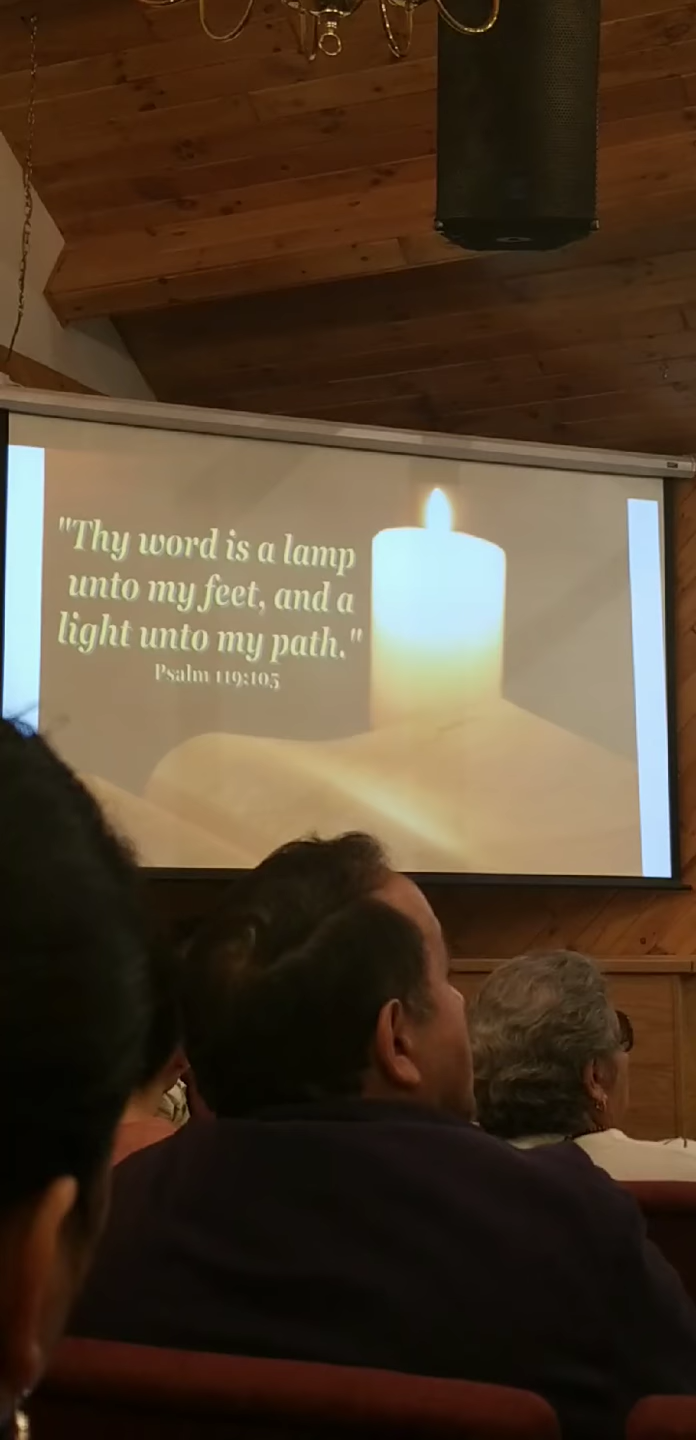 "Thy word is a lamp
unto my feet, and a
light unto my path."
Psalm 119:105